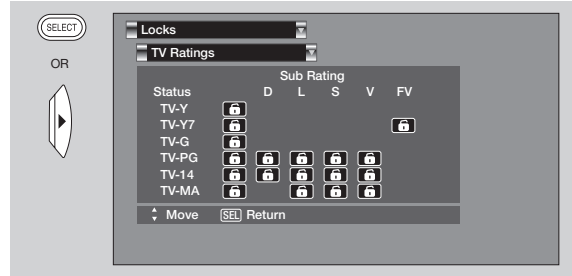 SELECT
OR
Locks
TV Ratings
Sub Rating
Status D L S V FV
TV-Y
TV-Y7
TV-G
TV-PG
TV-14
TV-MA
Move SEL Return